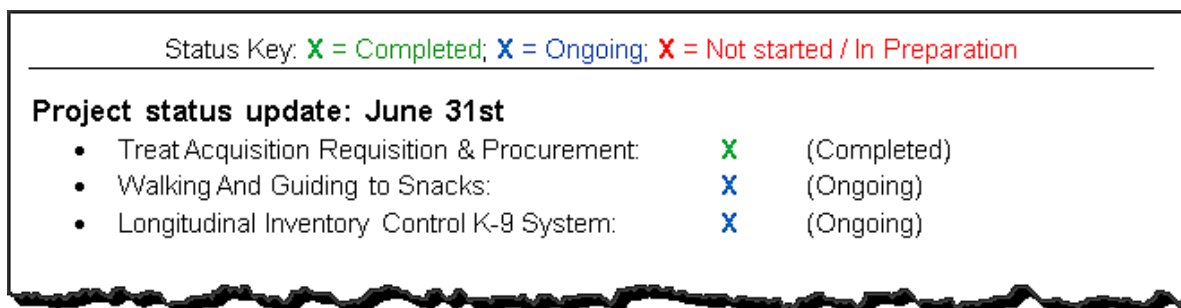 Status Key: X = Completed; X = Ongoing; X = Not started / In Preparation
Project status update: June 31st
• Treat Acquisition Requisition & Procurement: X (Completed)
• Walking And Guiding to Snacks: X (Ongoing)
• Longitudinal Inventory Control K-9 System: X (Ongoing)